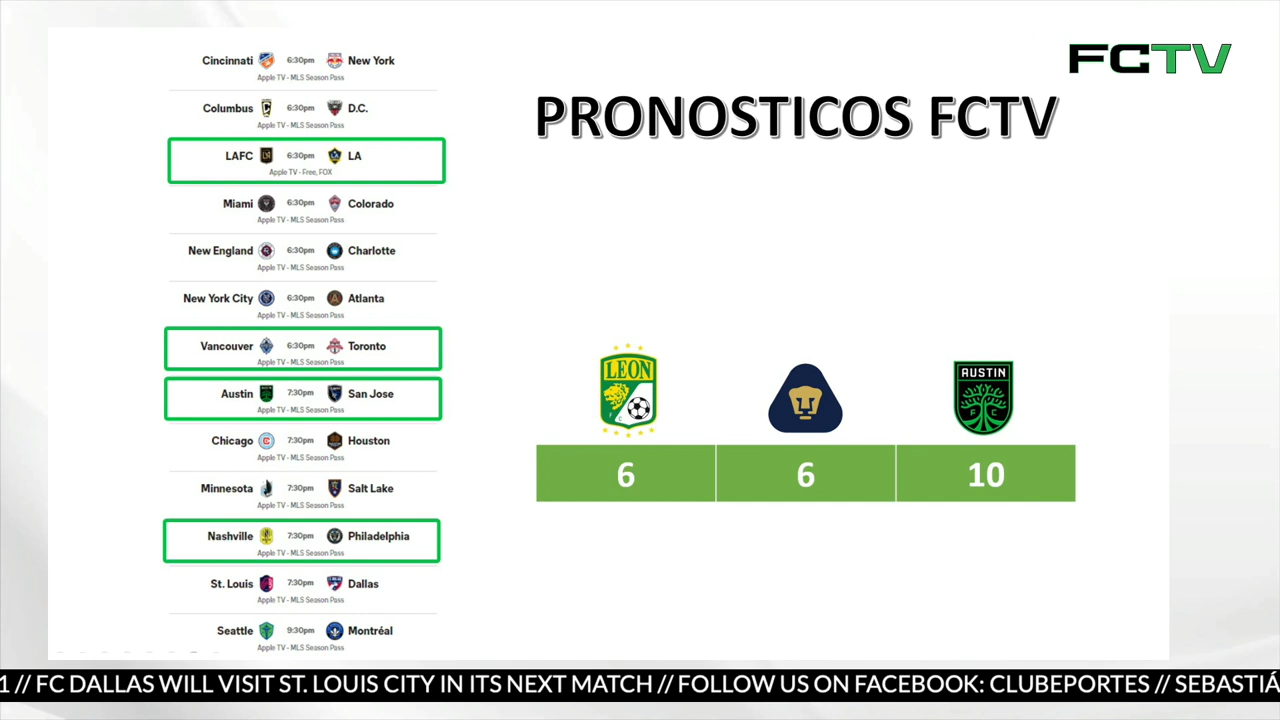 Cincinnati 6:30pm New York
Apple TV - MLS Season Pass
Columbus 6:30pm D.C.
Apple TV - MLS Season Pass
LAFC 6:30pm LA
Apple TV - Free, FOX
Miami 6:30pm Colorado
Apple TV - MLS Season Pass
New England 6:30pm Charlotte
Apple TV - MLS Season Pass
New York City 6:30pm Atlanta
Apple TV - MLS Season Pass
Vancouver 6:30pm Toronto
Apple TV - MLS Season Pass
Austin 7:30pm San Jose
Apple TV - MLS Season Pass
Chicago 7:30pm Houston
Apple TV - MLS Season Pass
Minnesota 7:30pm Salt Lake
Apple TV - MLS Season Pass
Nashville 7:30pm Philadelphia
Apple TV - MLS Season Pass
St. Louis 7:30pm Dallas
Apple TV - MLS Season Pass
Seattle 9:30pm Montréal
Apple TV - MLS Season Pass
FCTV
PRONOSTICOS FCTV
LEON
AUSTIN
F C
6 6 10
1 // FC DALLAS WILL VISIT ST. LOUIS CITY IN ITS NEXT MATCH // FOLLOW US ON FACEBOOK: CLUBEPORTES // SEBASTIÁ